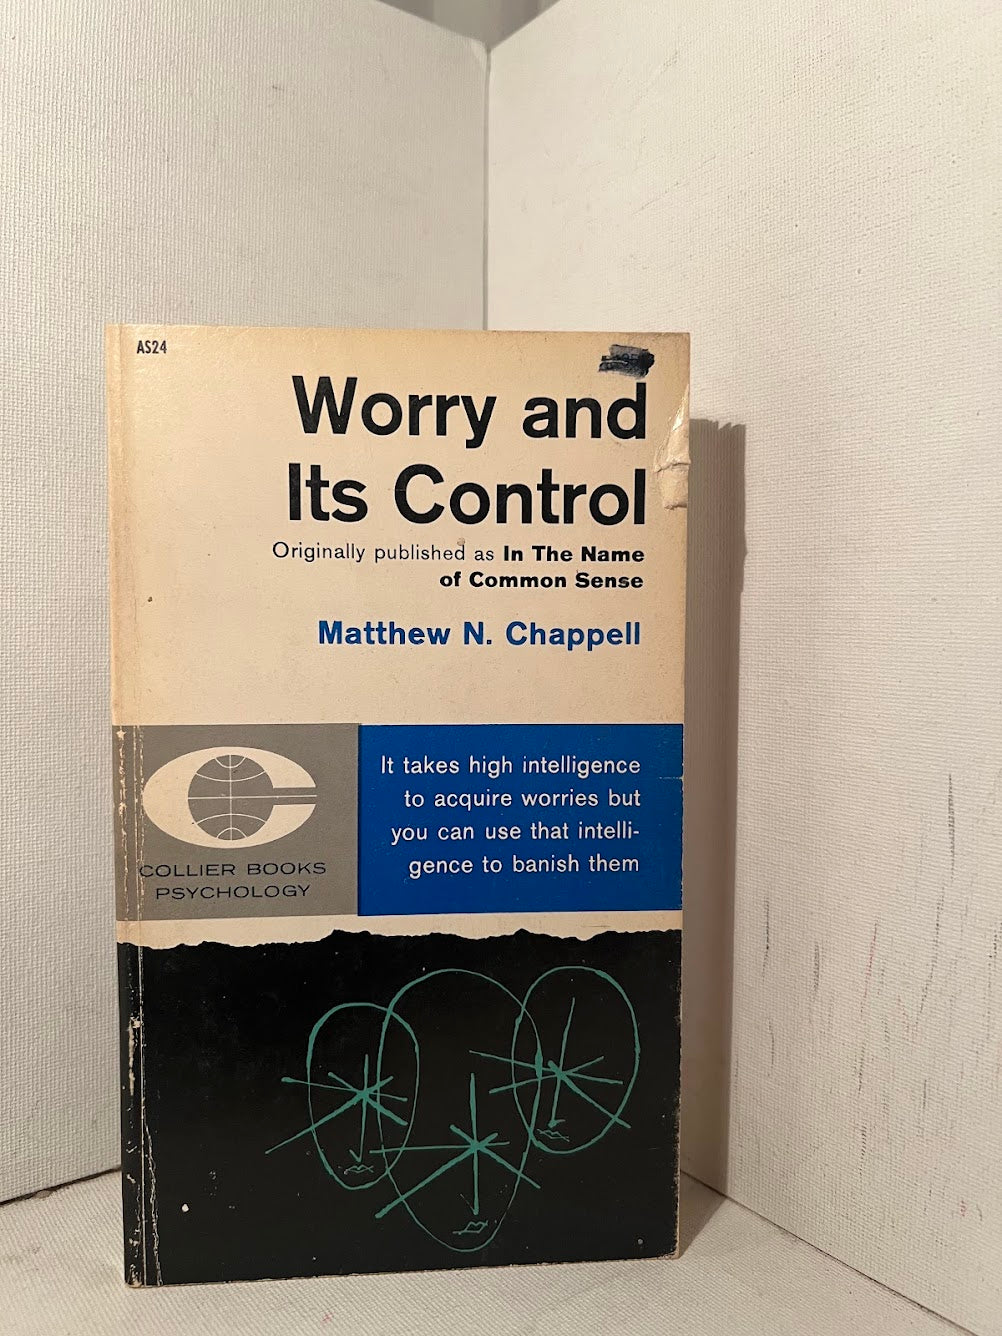 AS24
Worry and
Its Control
Originally published as In The Name
of Common Sense
Matthew N. Chappell
It takes high intelligence
to acquire worries but
you can use that intelli-
gence to banish them
COLLIER BOOKS
PSYCHOLOGY